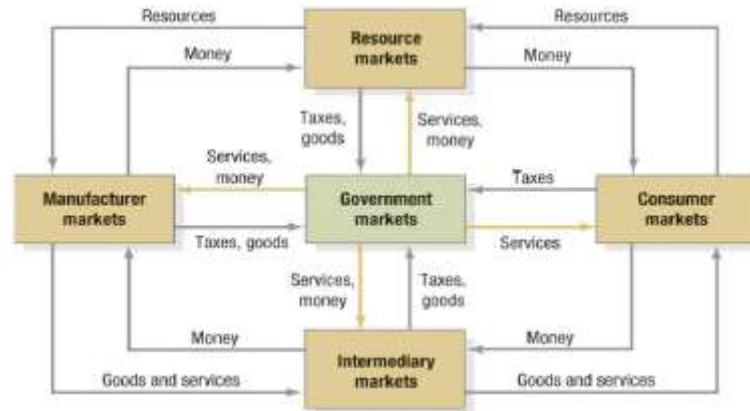 Resources
Resources
Resource
markets
Money
Money
Taxes,
goods
Services,
money
Services,
money
Taxes
Manufacturer
markets
Government
markets
Consumer
markets
Taxes, goods
Services
Services,
money
Taxes,
goods
Money
Money
Intermediary
markets
Goods and services
Goods and services